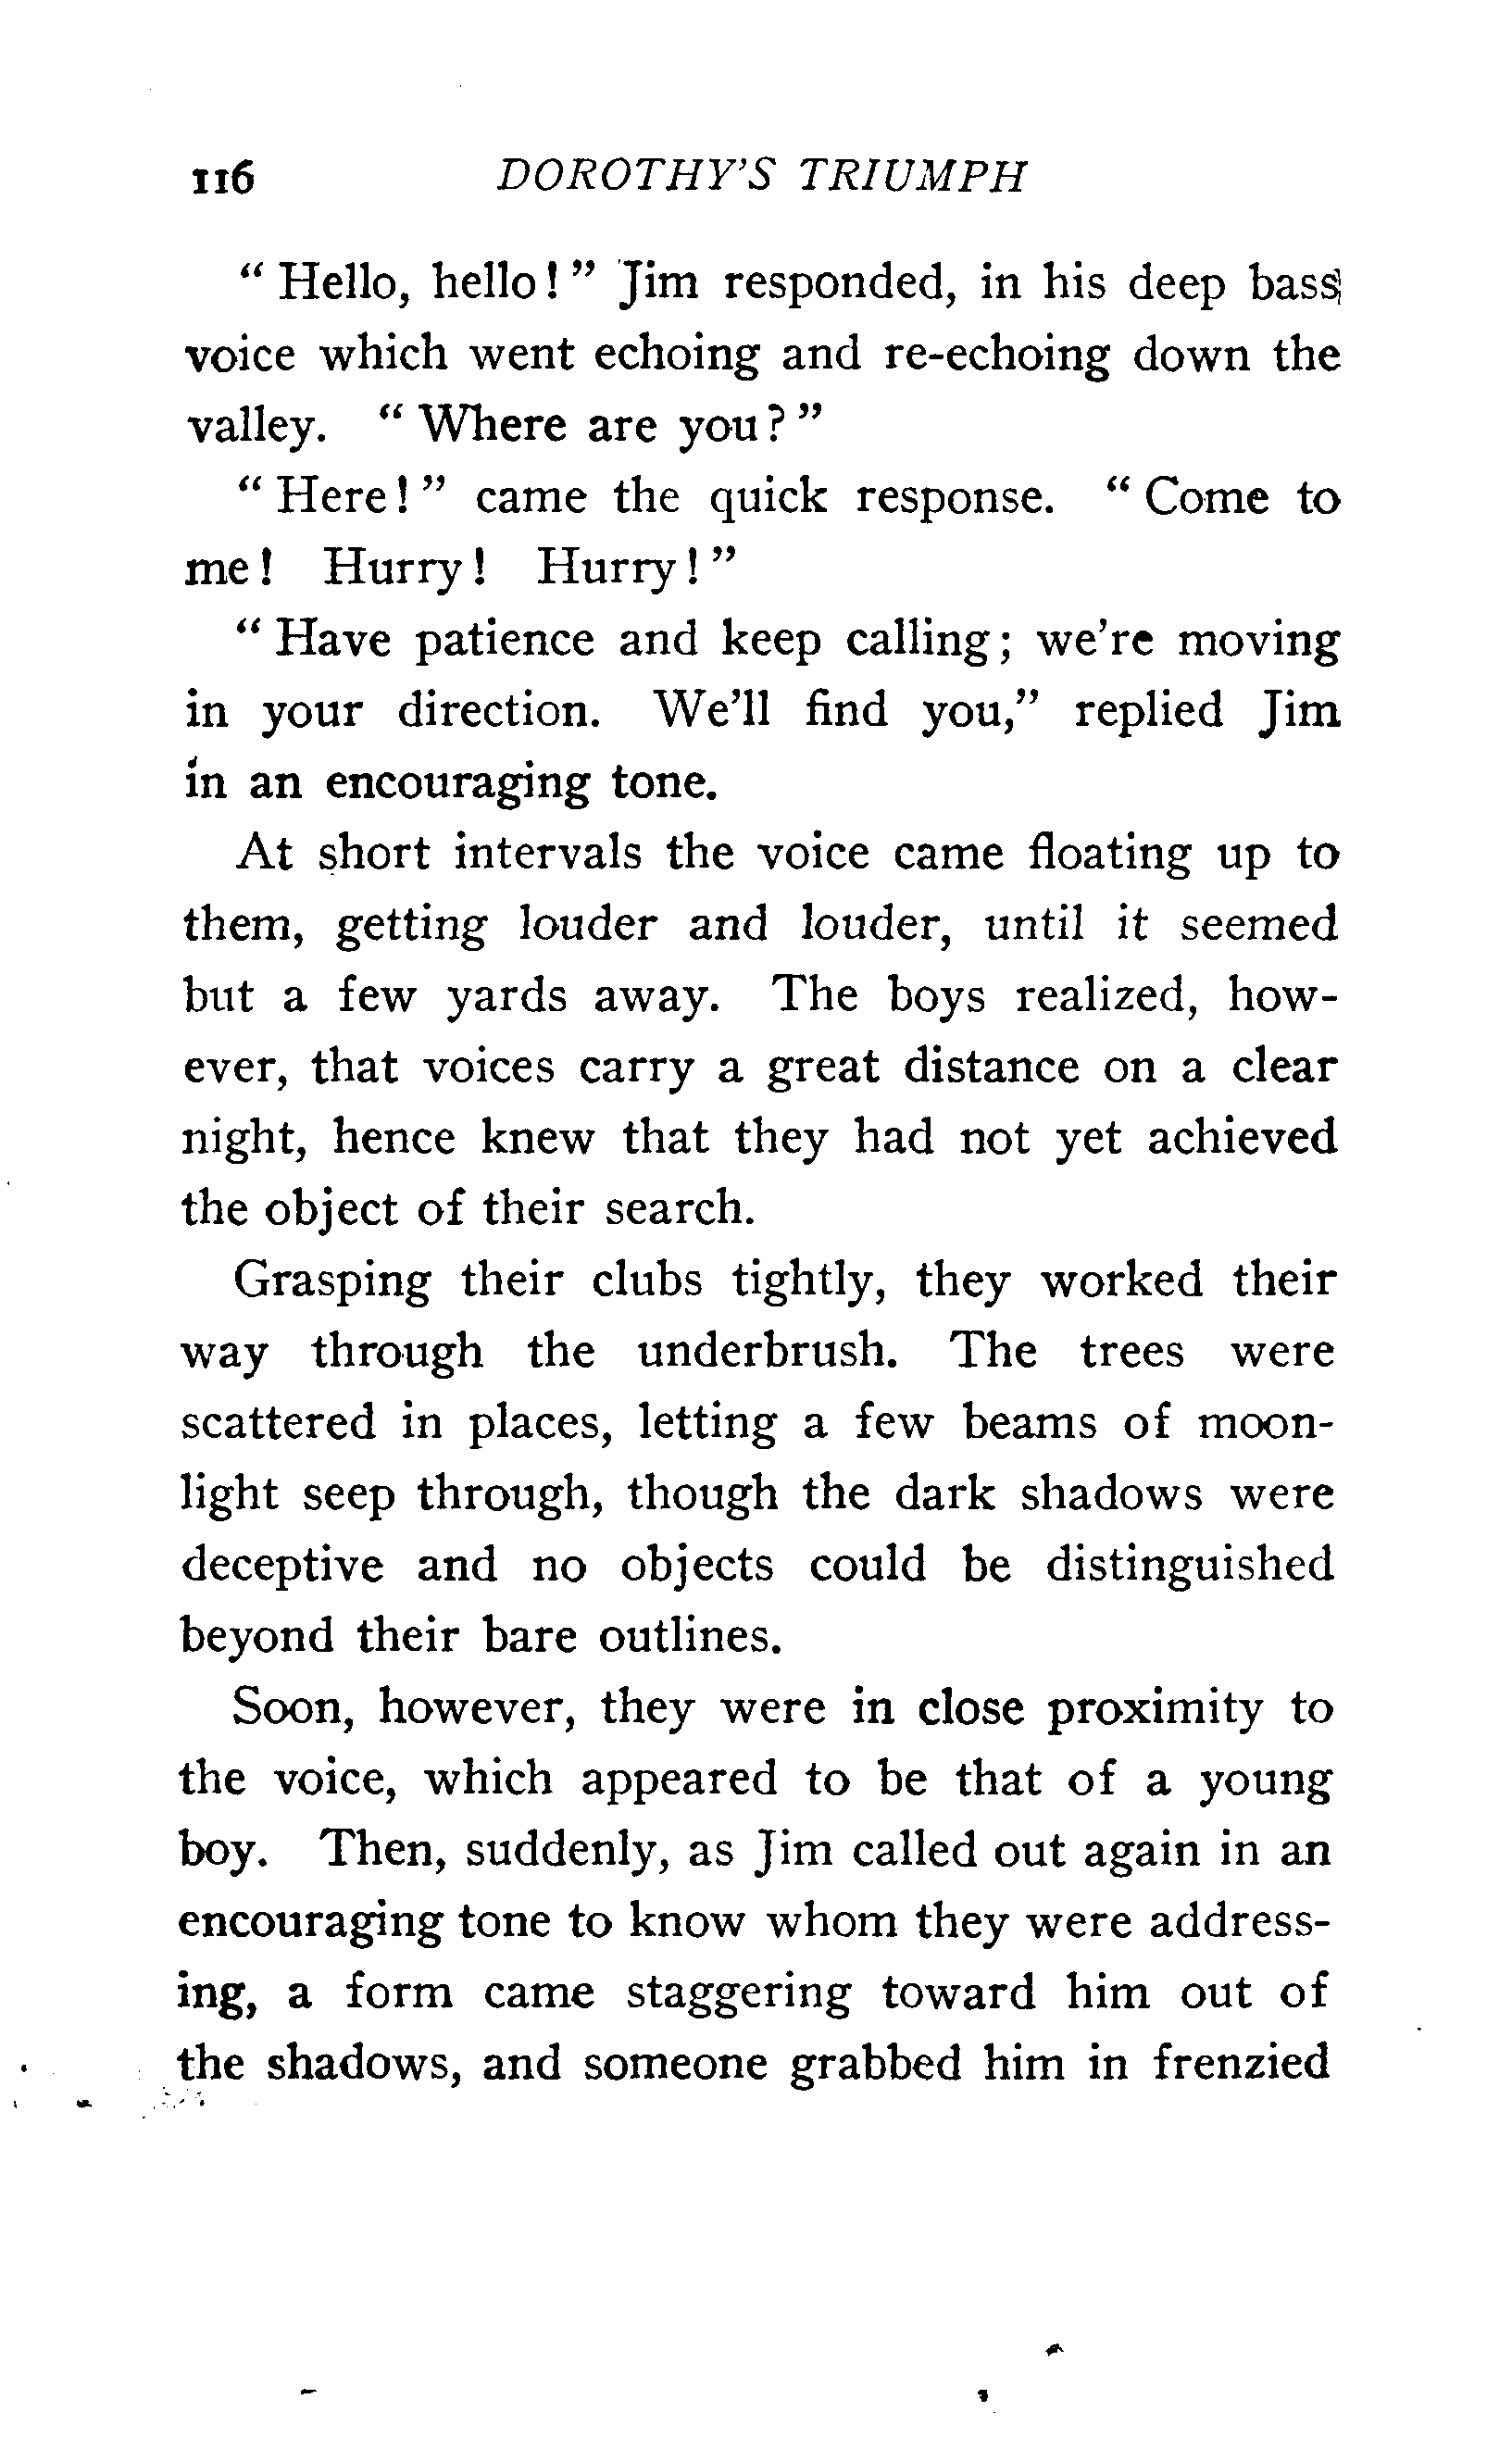 116 DOROTHY'S TRIUMPH
"Hello, hello!" Jim responded, in his deep bass
voice which went echoing and re-echoing down the
valley. "Where are you?"
"Here!" came the quick response. "Come to
me! Hurry! Hurry!"
"Have patience and keep calling; we're moving
in your direction. We'll find you," replied Jim
in an encouraging tone.
At short intervals the voice came floating up to
them, getting louder and louder, until it seemed
but a few yards away. The boys realized, how-
ever, that voices carry a great distance on a clear
night, hence knew that they had not yet achieved
the object of their search.
Grasping their clubs tightly, they worked their
way through the underbrush. The trees were
scattered in places, letting a few beams of moon-
light seep through, though the dark shadows were
deceptive and no objects could be distinguished
beyond their bare outlines.
Soon, however, they were in close proximity to
the voice, which appeared to be that of a young
boy. Then, suddenly, as Jim called out again in an
encouraging tone to know whom they were address-
ing, a form came staggering toward him out of
the shadows, and someone grabbed him in frenzied